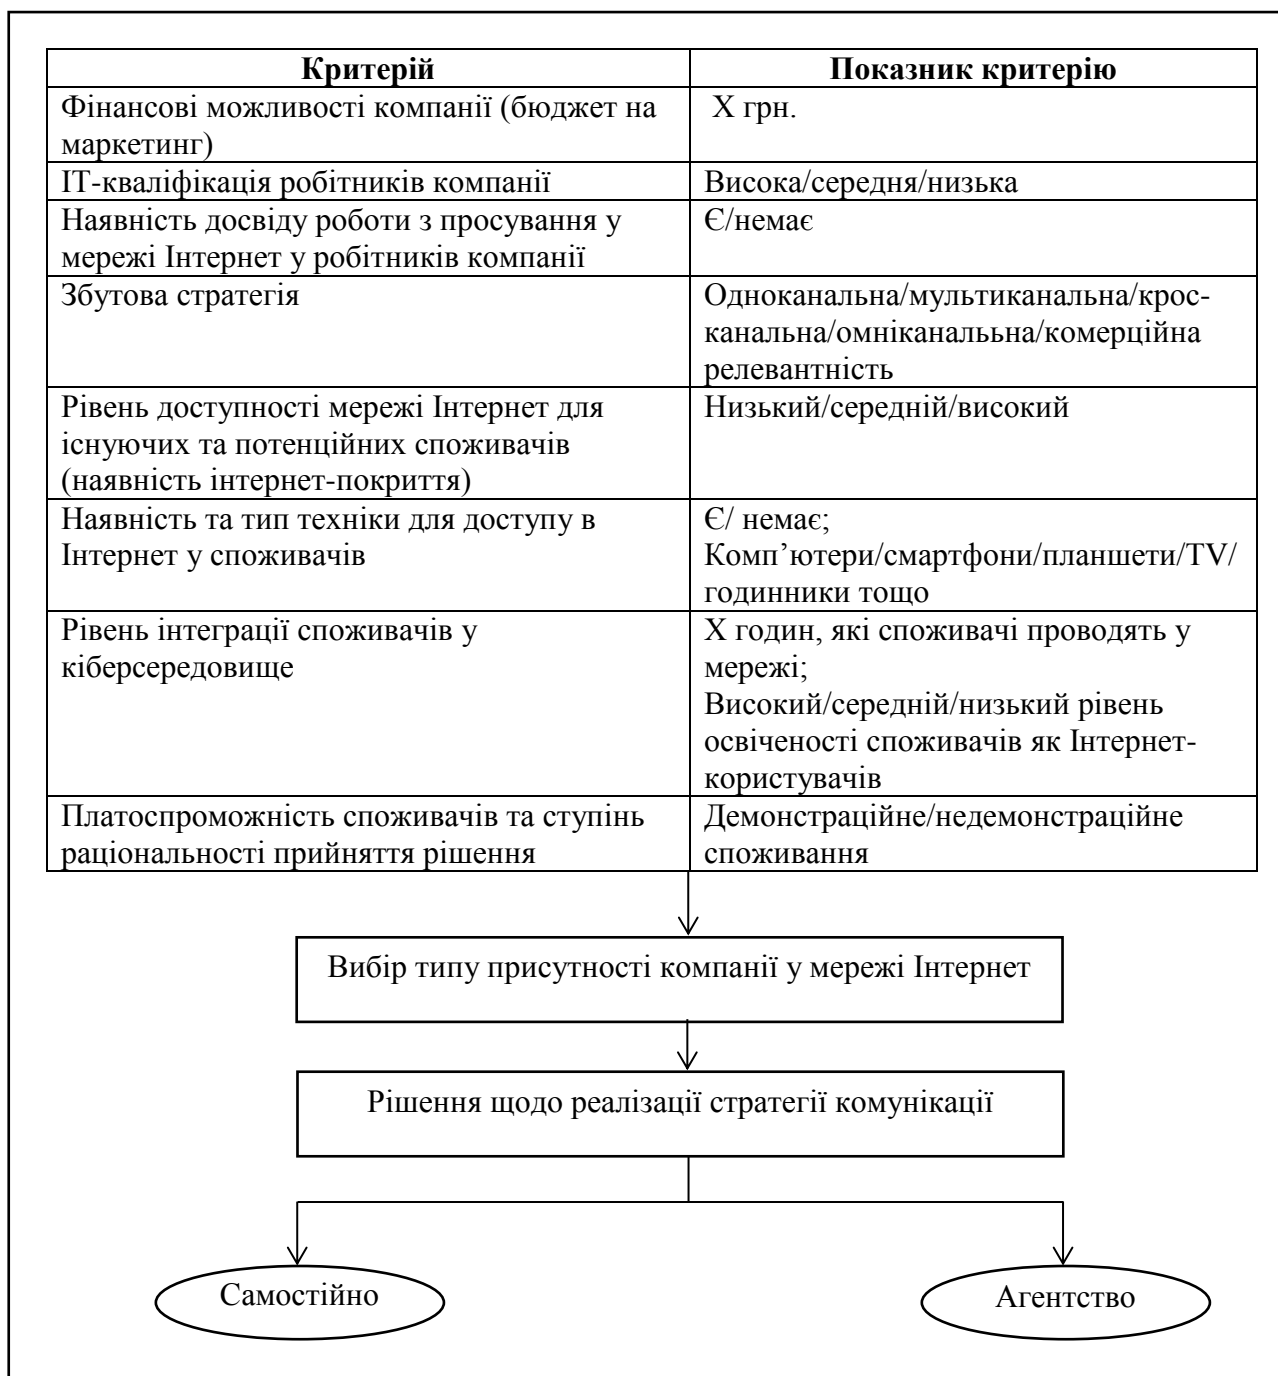 Критерій
Показник критерію
Фінансові можливості компанії (бюджет на
маркетинг)
Х грн.
ІТ-кваліфікація робітників компанії
Висока/середня/низька
Наявність досвіду роботи з просування у
мережі Інтернет у робітників компанії
Є/немає
Збутова стратегія
Одноканальна/мультиканальна/крос-
канальна/омніканалььна/комерційна
релевантність
Рівень доступності мережі Інтернет для
існуючих та потенційних споживачів
(наявність інтернет-покриття)
Низький/середній/високий
Наявність та тип техніки для доступу в
Інтернет у споживачів
Є/ немає;
Комп’ютери/смартфони/планшети/TV/
годинники тощо
Рівень інтеграції споживачів у
кіберсередовище
Х годин, які споживачі проводять у
мережі;
Високий/середній/низький рівень
освіченості споживачів як Інтернет-
користувачів
Платоспроможність споживачів та ступінь
раціональності прийняття рішення
Демонстраційне/недемонстраційне
споживання
Вибір типу присутності компанії у мережі Інтернет
Рішення щодо реалізації стратегії комунікації
Самостійно
Агентство